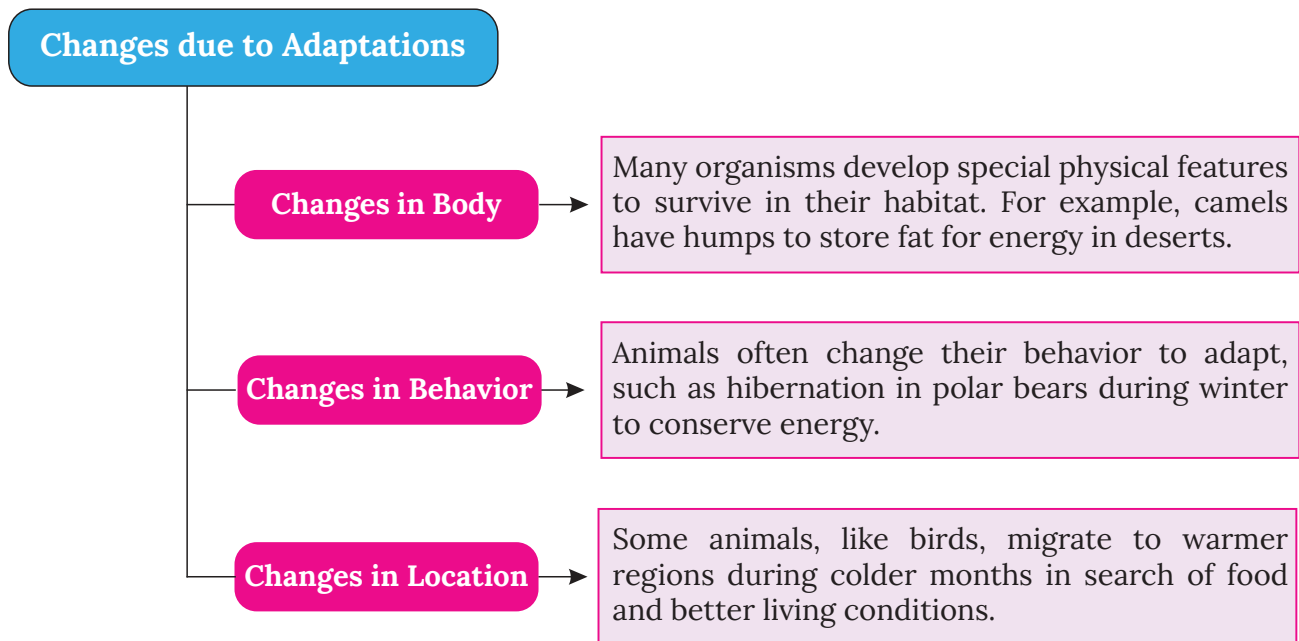 Changes due to Adaptations
Changes in Body
Many organisms develop special physical features
to survive in their habitat. For example, camels
have humps to store fat for energy in deserts.
Changes in Behavior
Animals often change their behavior to adapt,
such as hibernation in polar bears during winter
to conserve energy.
Changes in Location
Some animals, like birds, migrate to warmer
regions during colder months in search of food
and better living conditions.